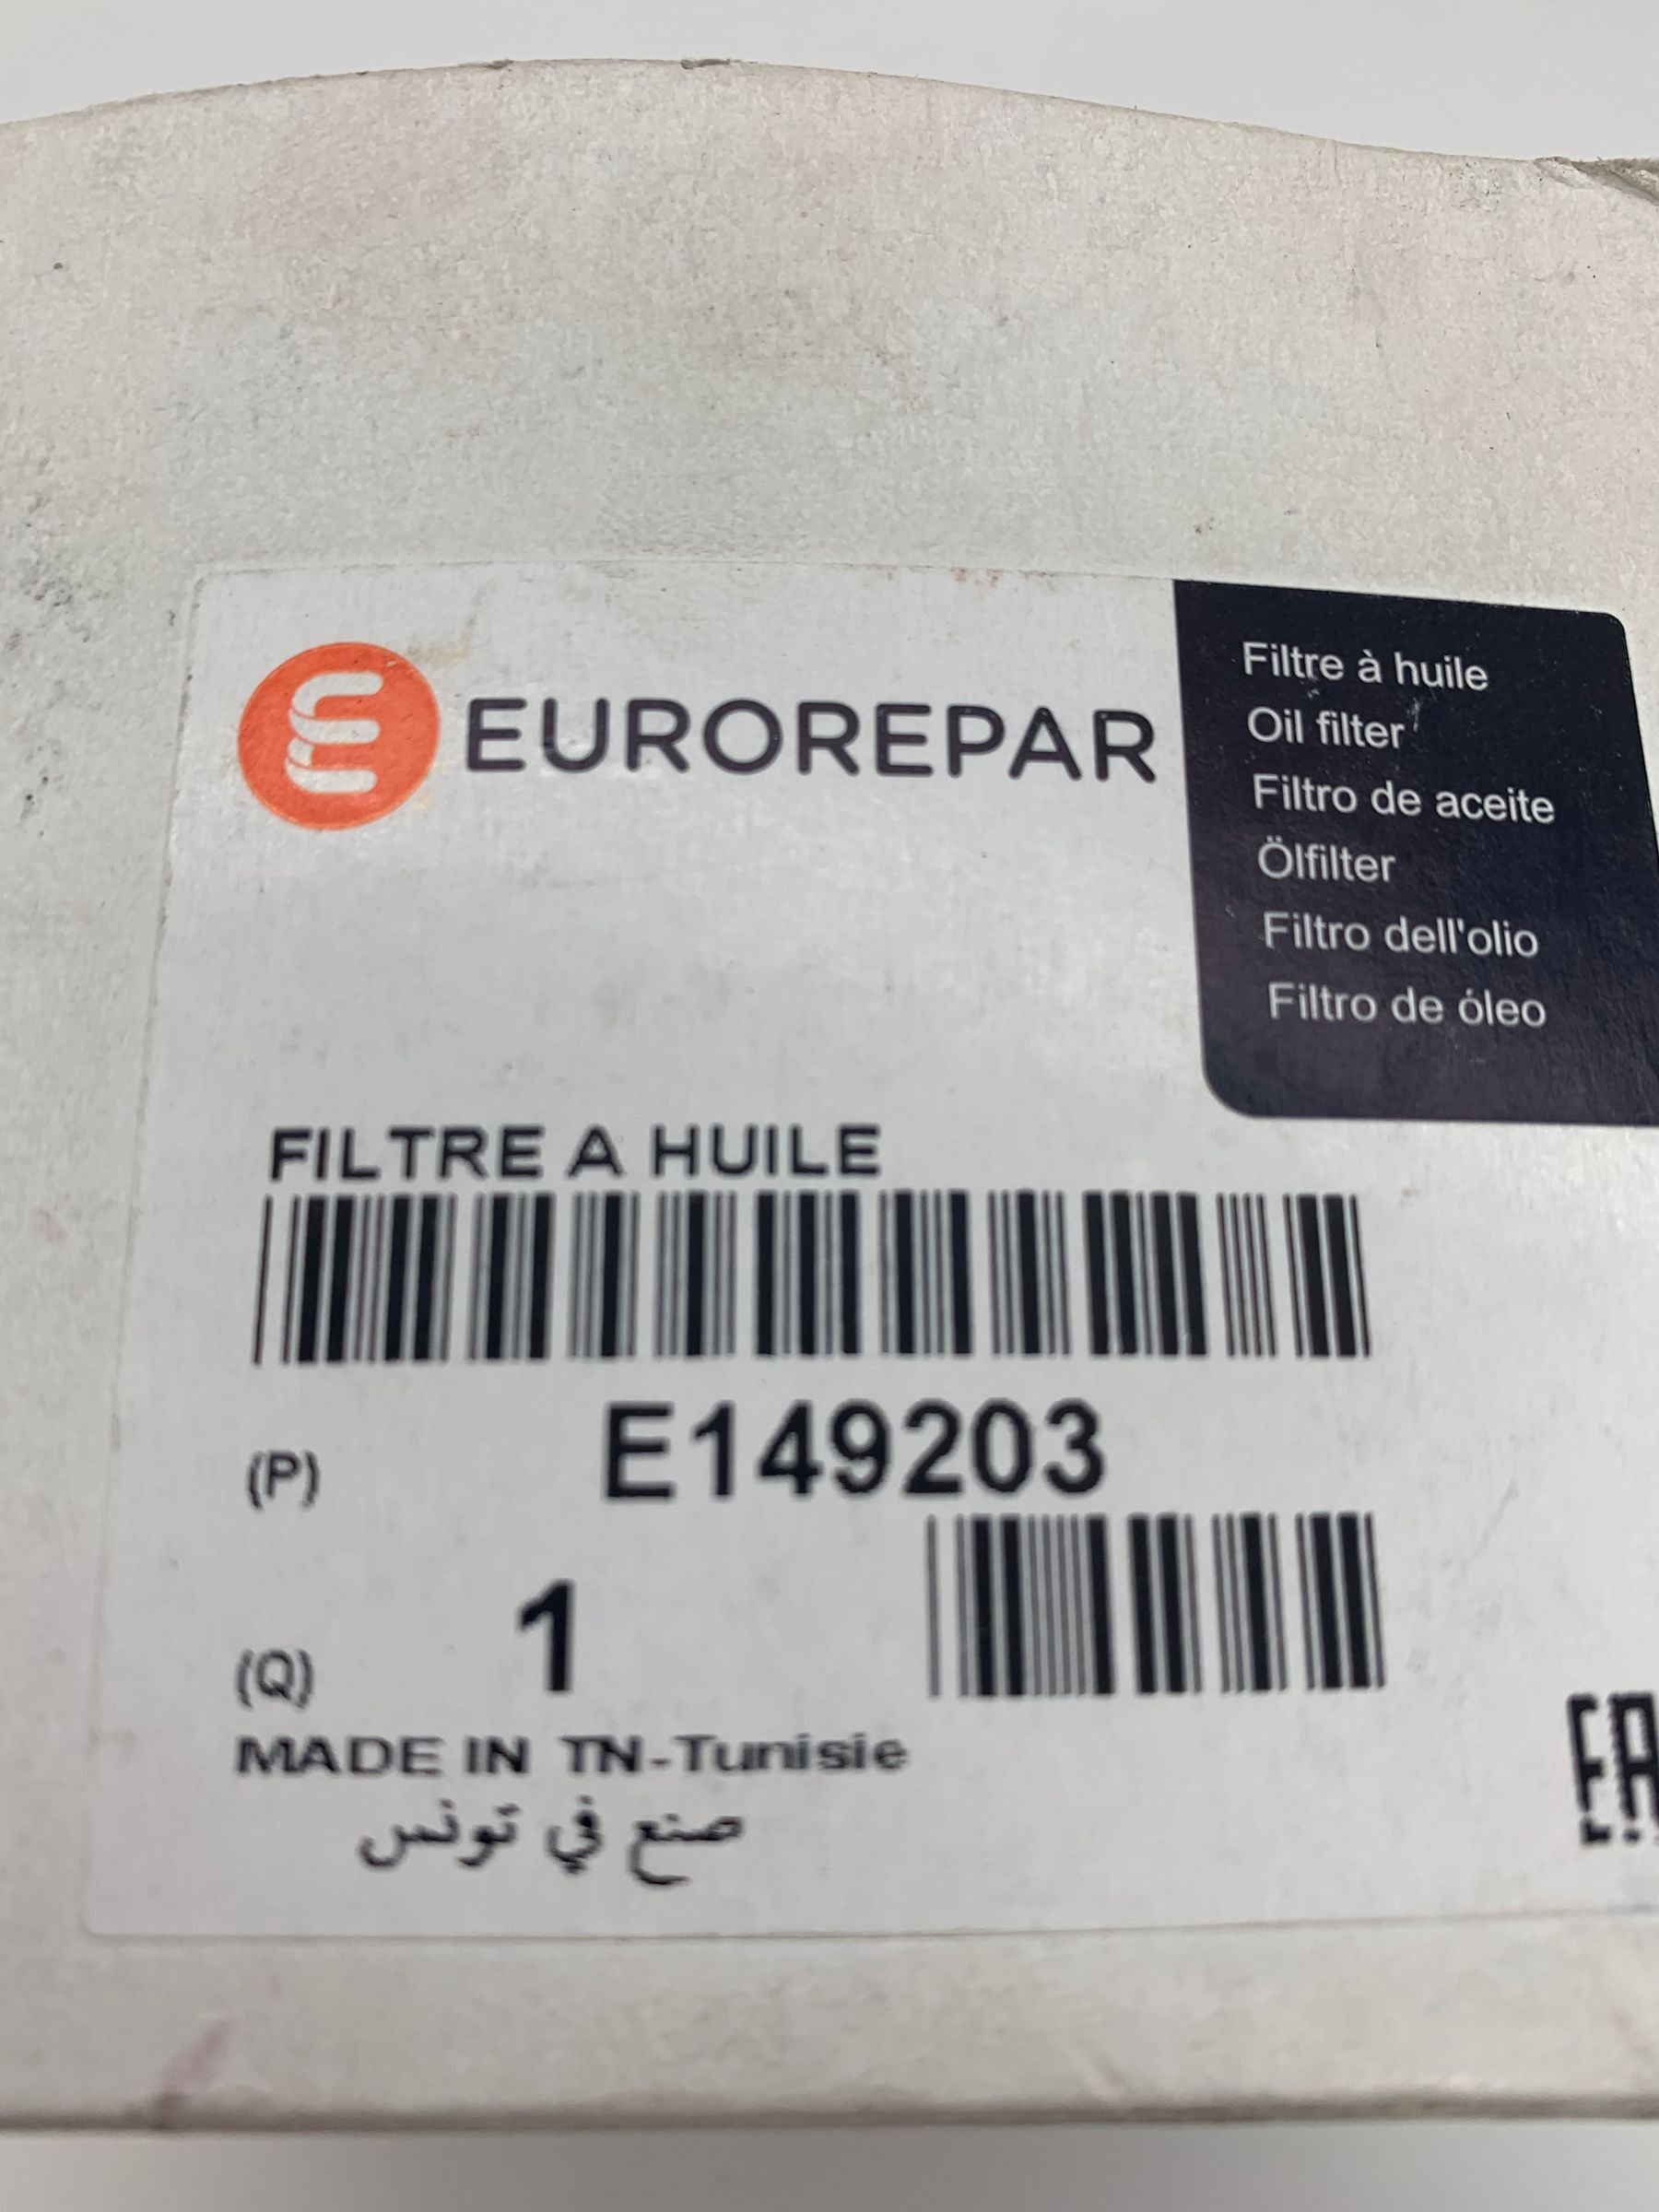 EUROREPAR
Filtre à huile
Oil filter
Filtro de aceite
Ölfilter
Filtro dell'olio
Filtro de óleo
FILTRE A HUILE
(P) E149203
(Q) 1
MADE IN TN-Tunisie
صنع في تونس